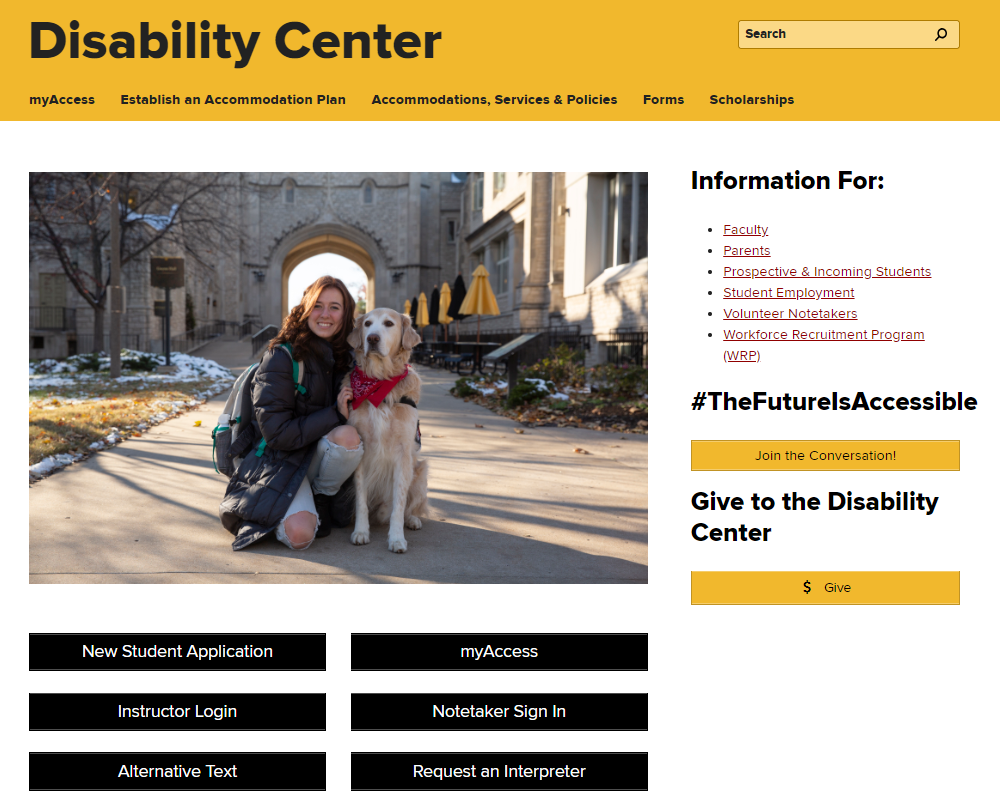 Disability Center
Search
myAccess Establish an Accommodation Plan Accommodations, Services & Policies Forms Scholarships
Information For:
Faculty
Parents
Prospective & Incoming Students
Student Employment
Volunteer Notetakers
Workforce Recruitment Program
(WRP)
#TheFutureIsAccessible
Join the Conversation!
Give to the Disability
Center
$ Give
New Student Application myAccess
Instructor Login Notetaker Sign In
Alternative Text Request an Interpreter